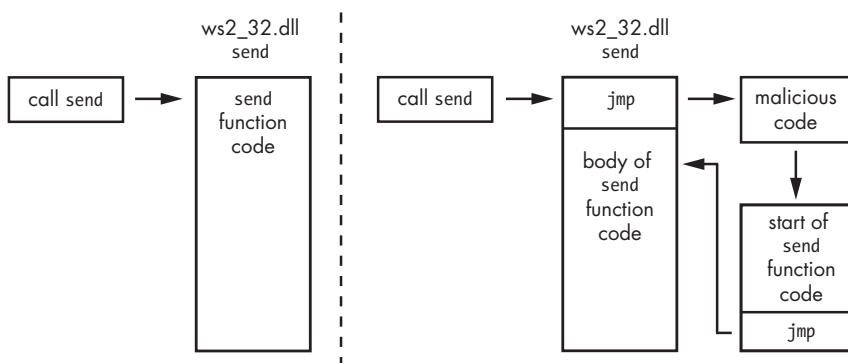 ws2_32.dll
send
call send
send
function
code
ws2_32.dll
send
call send
jmp
body of
send
function
code
malicious
code
start of
send
function
code
jmp